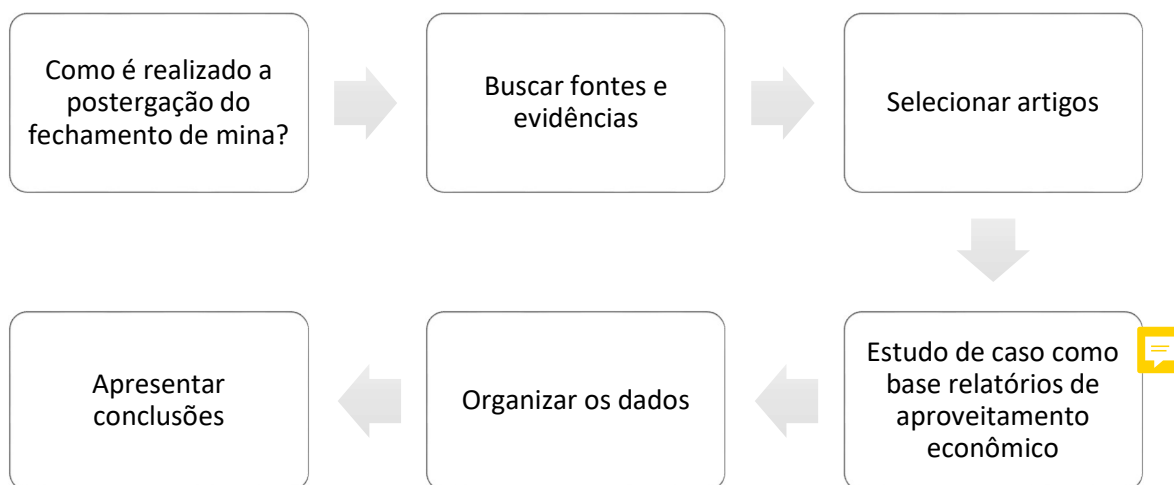 Como é realizado a
postergação do
fechamento de mina?
Buscar fontes e
evidências
Selecionar artigos
Estudo de caso como
base relatórios de
aproveitamento
econômico
Organizar os dados
Apresentar
conclusões